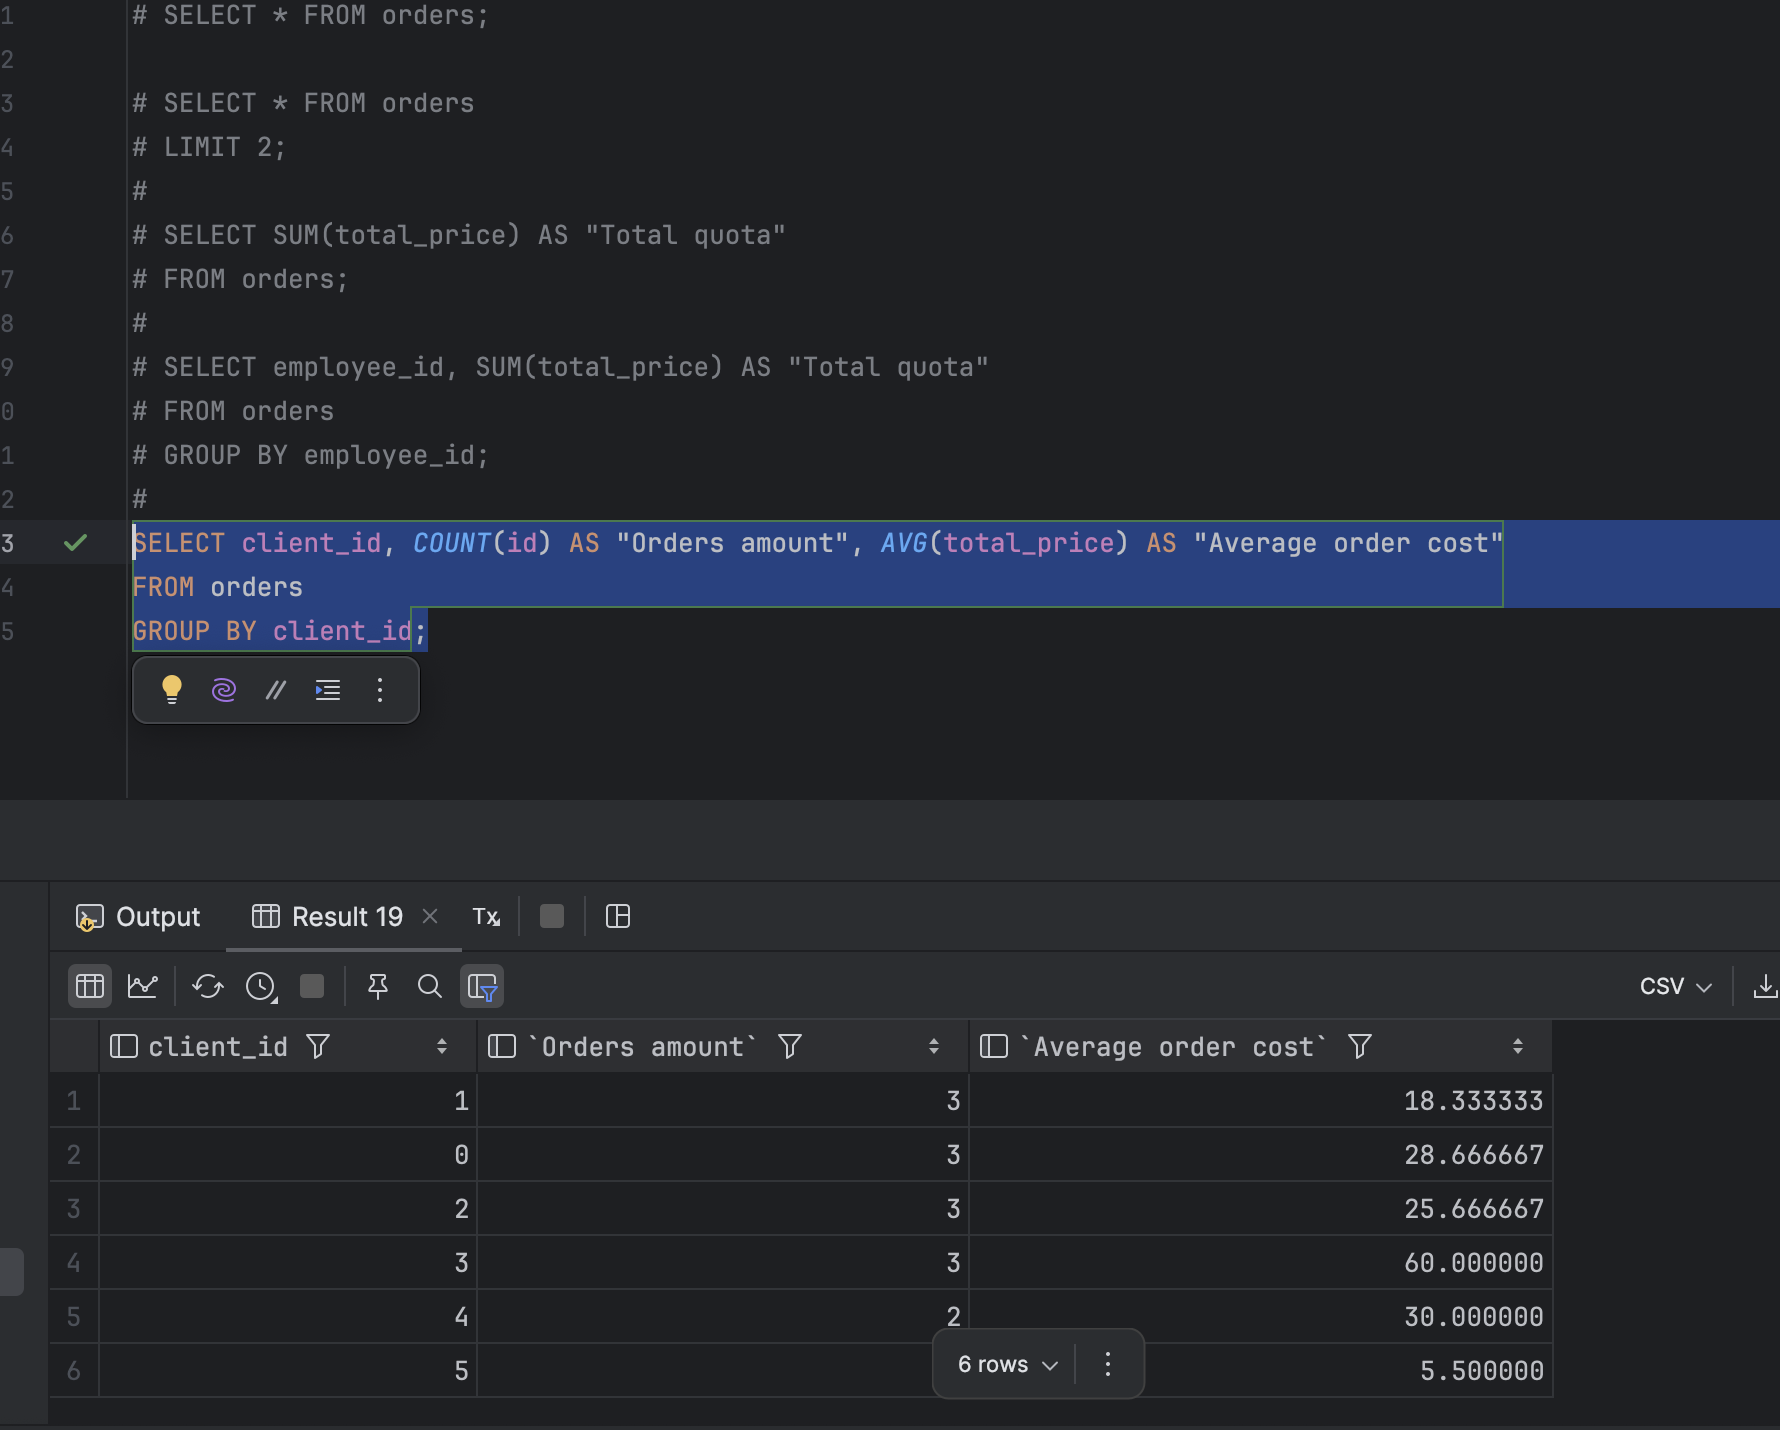 1 # SELECT * FROM orders;
2
3 # SELECT * FROM orders
4 # LIMIT 2;
5 #
6 # SELECT SUM(total_price) AS "Total quota"
7 # FROM orders;
8 #
9 # SELECT employee_id, SUM(total_price) AS "Total quota"
0 # FROM orders
1 # GROUP BY employee_id;
2 #
3 SELECT client_id, COUNT(id) AS "Orders amount", AVG(total_price) AS "Average order cost"
4 FROM orders
5 GROUP BY client_id;
Output Result 19 Tx
CSV
client_id `Orders amount` `Average order cost`
1 1 3 18.333333
2 0 3 28.666667
3 2 3 25.666667
4 3 3 60.000000
5 4 2 30.000000
6 5 5.500000
6 rows